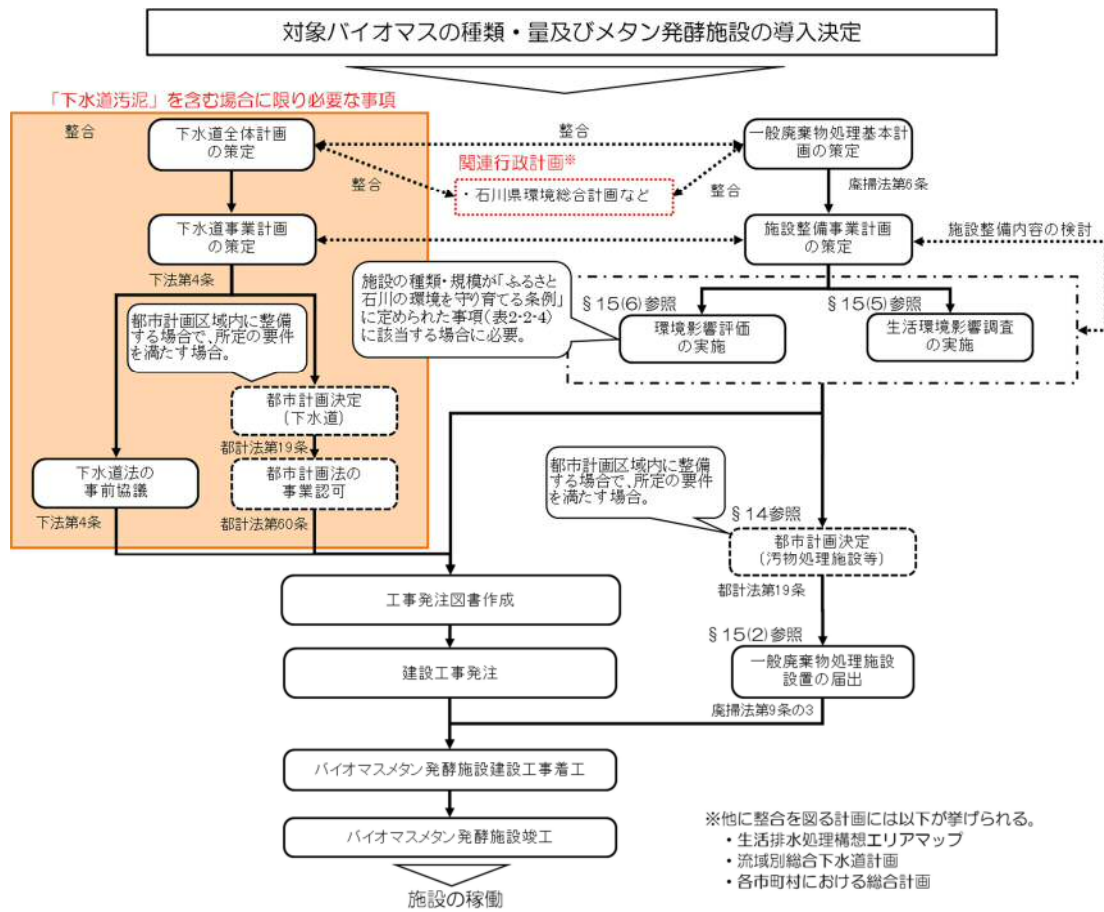 対象バイオマスの種類・量及びメタン発酵施設の導入決定
「下水道汚泥」を含む場合に限り必要な事項
整合
下水道全体計画
の策定
整合
一般廃棄物処理基本計
画の策定
関連行政計画※
整合
・石川県環境総合計画など
整合
廃掃法第6条
下水道事業計画
の策定
施設整備事業計画
の策定
施設整備内容の検討
下法第4条
都市計画区域内に整備
する場合で、所定の要件
を満たす場合。
施設の種類・規模が「ふるさと
石川の環境を守り育てる条例」
に定められた事項(表2-2-4)
に該当する場合に必要。
§15(6)参照
環境影響評価
の実施
§15(5)参照
生活環境影響調査
の実施
都市計画決定
(下水道)
都計法第19条
下水道法の
事前協議
都市計画法の
事業認可
下法第4条
都計法第60条
都市計画区域内に整備
する場合で、所定の要件
を満たす場合。
§14参照
都市計画決定
(汚物処理施設等)
都計法第19条
工事発注図書作成
§15(2)参照
建設工事発注
一般廃棄物処理施設
設置の届出
廃掃法第9条の3
バイオマスメタン発酵施設建設工事着工
バイオマスメタン発酵施設竣工
施設の稼働
※他に整合を図る計画には以下が挙げられる。
・生活排水処理構想エリアマップ
・流域別総合下水道計画
・各市町村における総合計画